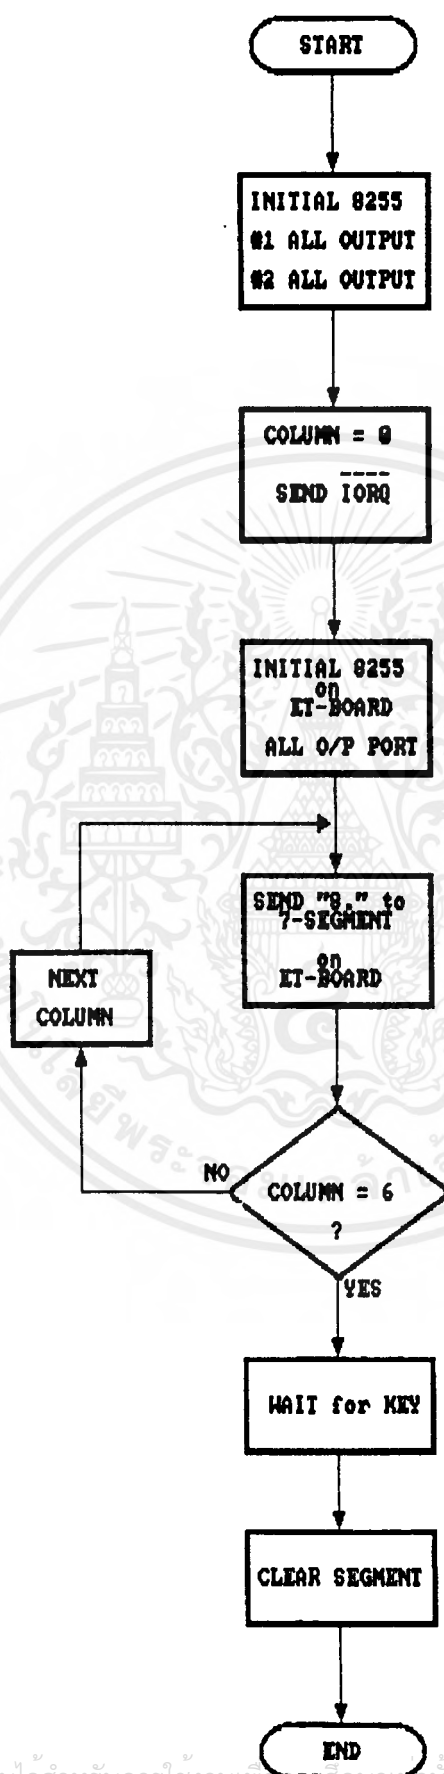 START
INITIAL 8255
#1 ALL OUTPUT
#2 ALL OUTPUT
COLUMN = 0
SEND IORQ
INITIAL 8255
on
ET-BOARD
ALL O/P PORT
SEND "8." to
7-SEGMENT
on
ET-BOARD
NEXT
COLUMN
NO
COLUMN = 6
?
YES
WAIT for KEY
CLEAR SEGMENT
END